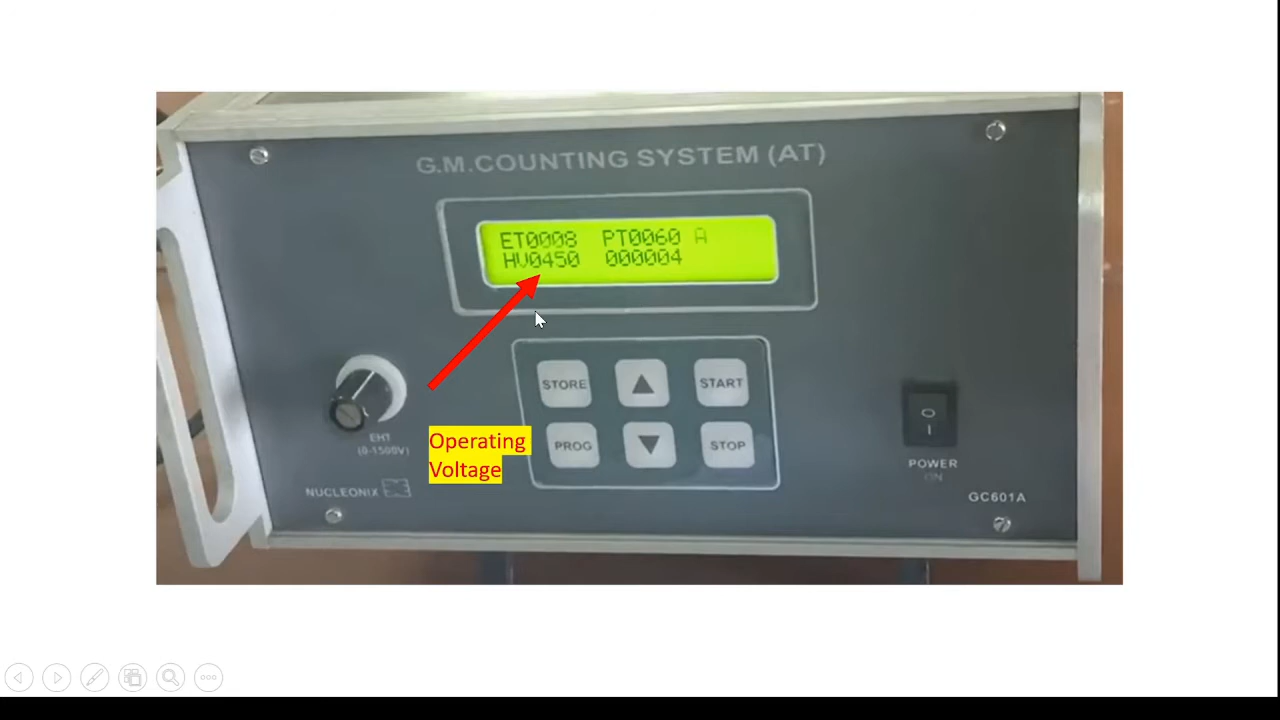 G.M.COUNTING SYSTEM (AT)
ET0008 PT0060 A
HV0450 000004
STORE
START
PROG
STOP
EHT
(0-1500V)
Operating
Voltage
NUCLEONIX
O
I
POWER
ON
GC601A